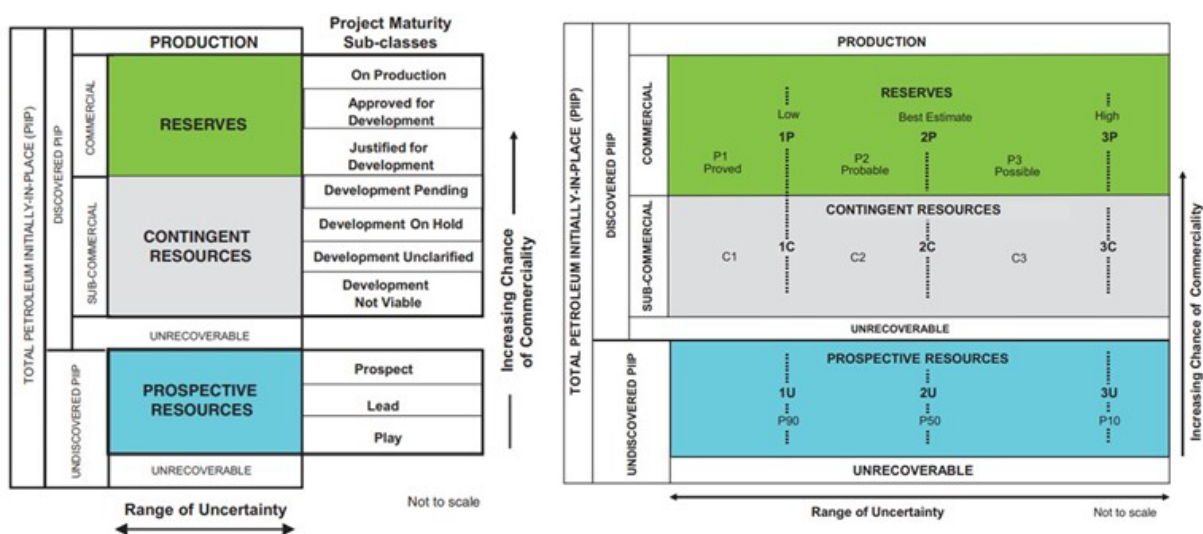 Project Maturity
Sub-classes
TOTAL PETROLEUM INITIALLY-IN-PLACE (PIIP)
DISCOVERED PIIP
UNDISCOVERED PIIP
COMMERCIAL
SUB-COMMERCIAL
PRODUCTION
RESERVES
CONTINGENT
RESOURCES
UNRECOVERABLE
PROSPECTIVE
RESOURCES
UNRECOVERABLE
On Production
Approved for
Development
Justified for
Development
Development Pending
Development On Hold
Development Unclarified
Development
Not Viable
Prospect
Lead
Play
Increasing Chance
of Commerciality
Range of Uncertainty
Not to scale
TOTAL PETROLEUM INITIALLY-IN-PLACE (PIIP)
DISCOVERED PIIP
UNDISCOVERED PIIP
COMMERCIAL
SUB-COMMERCIAL
PRODUCTION
RESERVES
Low
Best Estimate
High
1P
2P
3P
P1
Proved
P2
Probable
P3
Possible
CONTINGENT RESOURCES
1C
2C
3C
C1
C2
C3
UNRECOVERABLE
PROSPECTIVE RESOURCES
1U
2U
3U
P90
P50
P10
UNRECOVERABLE
Increasing Chance of Commerciality
Range of Uncertainty
Not to scale